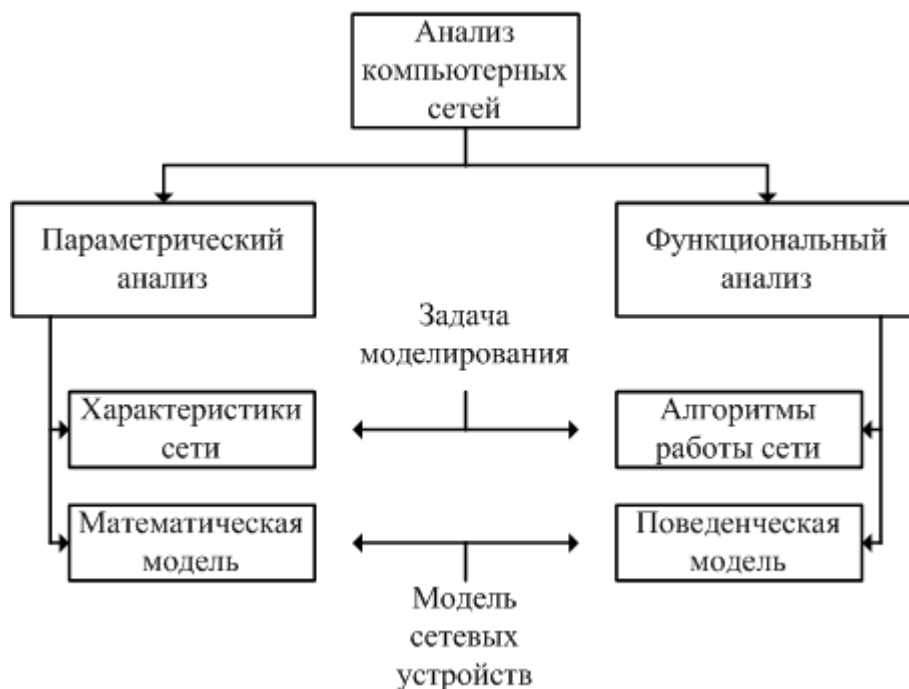 Анализ
компьютерных
сетей
Параметрический
анализ
Функциональный
анализ
Задача
моделирования
Характеристики
сети
Алгоритмы
работы сети
Математическая
модель
Поведенческая
модель
Модель
сетевых
устройств